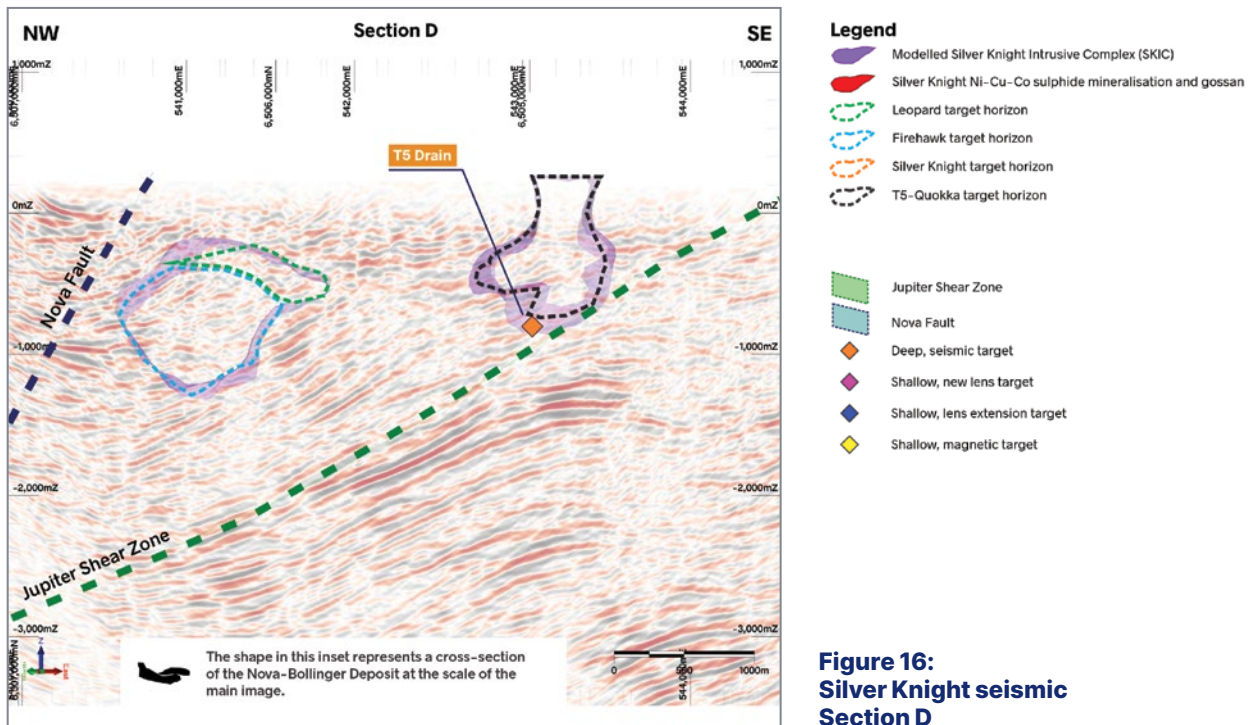 NW
Section D
SE
1,000mZ
1,000mZ
6,507,000mN
541,000mE
6,506,000mN
542,000mE
543,000mE
6,505,000mN
544,000mE
T5 Drain
0mZ
0mZ
Nova Fault
-1,000mZ
-1,000mZ
-2,000mZ
-2,000mZ
Jupiter Shear Zone
-3,000mZ
-3,000mZ
The shape in this inset represents a cross-section
of the Nova-Bollinger Deposit at the scale of the
main image.
0
500
1000m
Legend
Modelled Silver Knight Intrusive Complex (SKIC)
Silver Knight Ni-Cu-Co sulphide mineralisation and gossan
Leopard target horizon
Firehawk target horizon
Silver Knight target horizon
T5-Quokka target horizon
Jupiter Shear Zone
Nova Fault
Deep, seismic target
Shallow, new lens target
Shallow, lens extension target
Shallow, magnetic target
Figure 16:
Silver Knight seismic
Section D